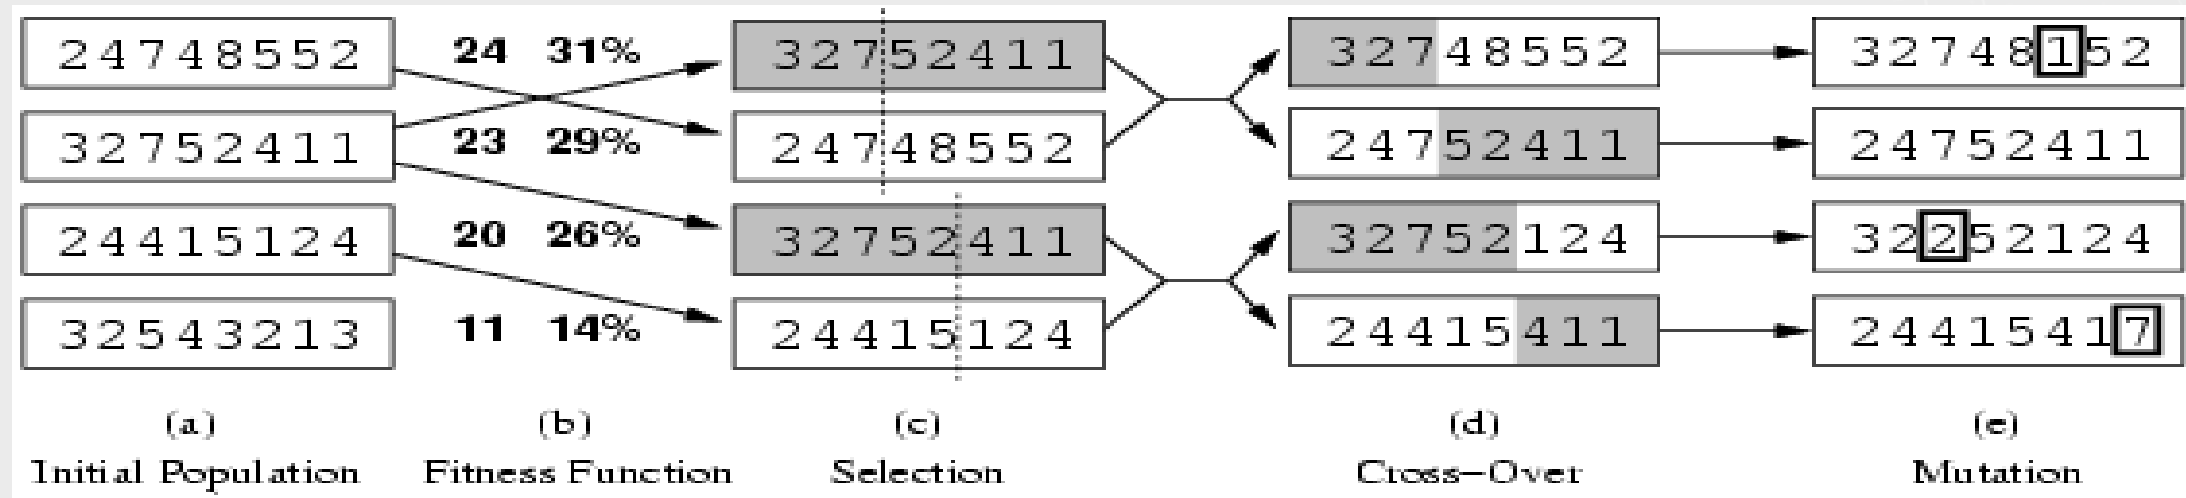 24748552 24 31% 32752411 32748552 32748152
32752411 23 29% 24748552 24752411 24752411
24415124 20 26% 32752411 32752124 32252124
32543213 11 14% 24415124 24415411 24415417
(a) (b) (c) (d) (e)
Initial Population Fitness Function Selection Cross-Over Mutation